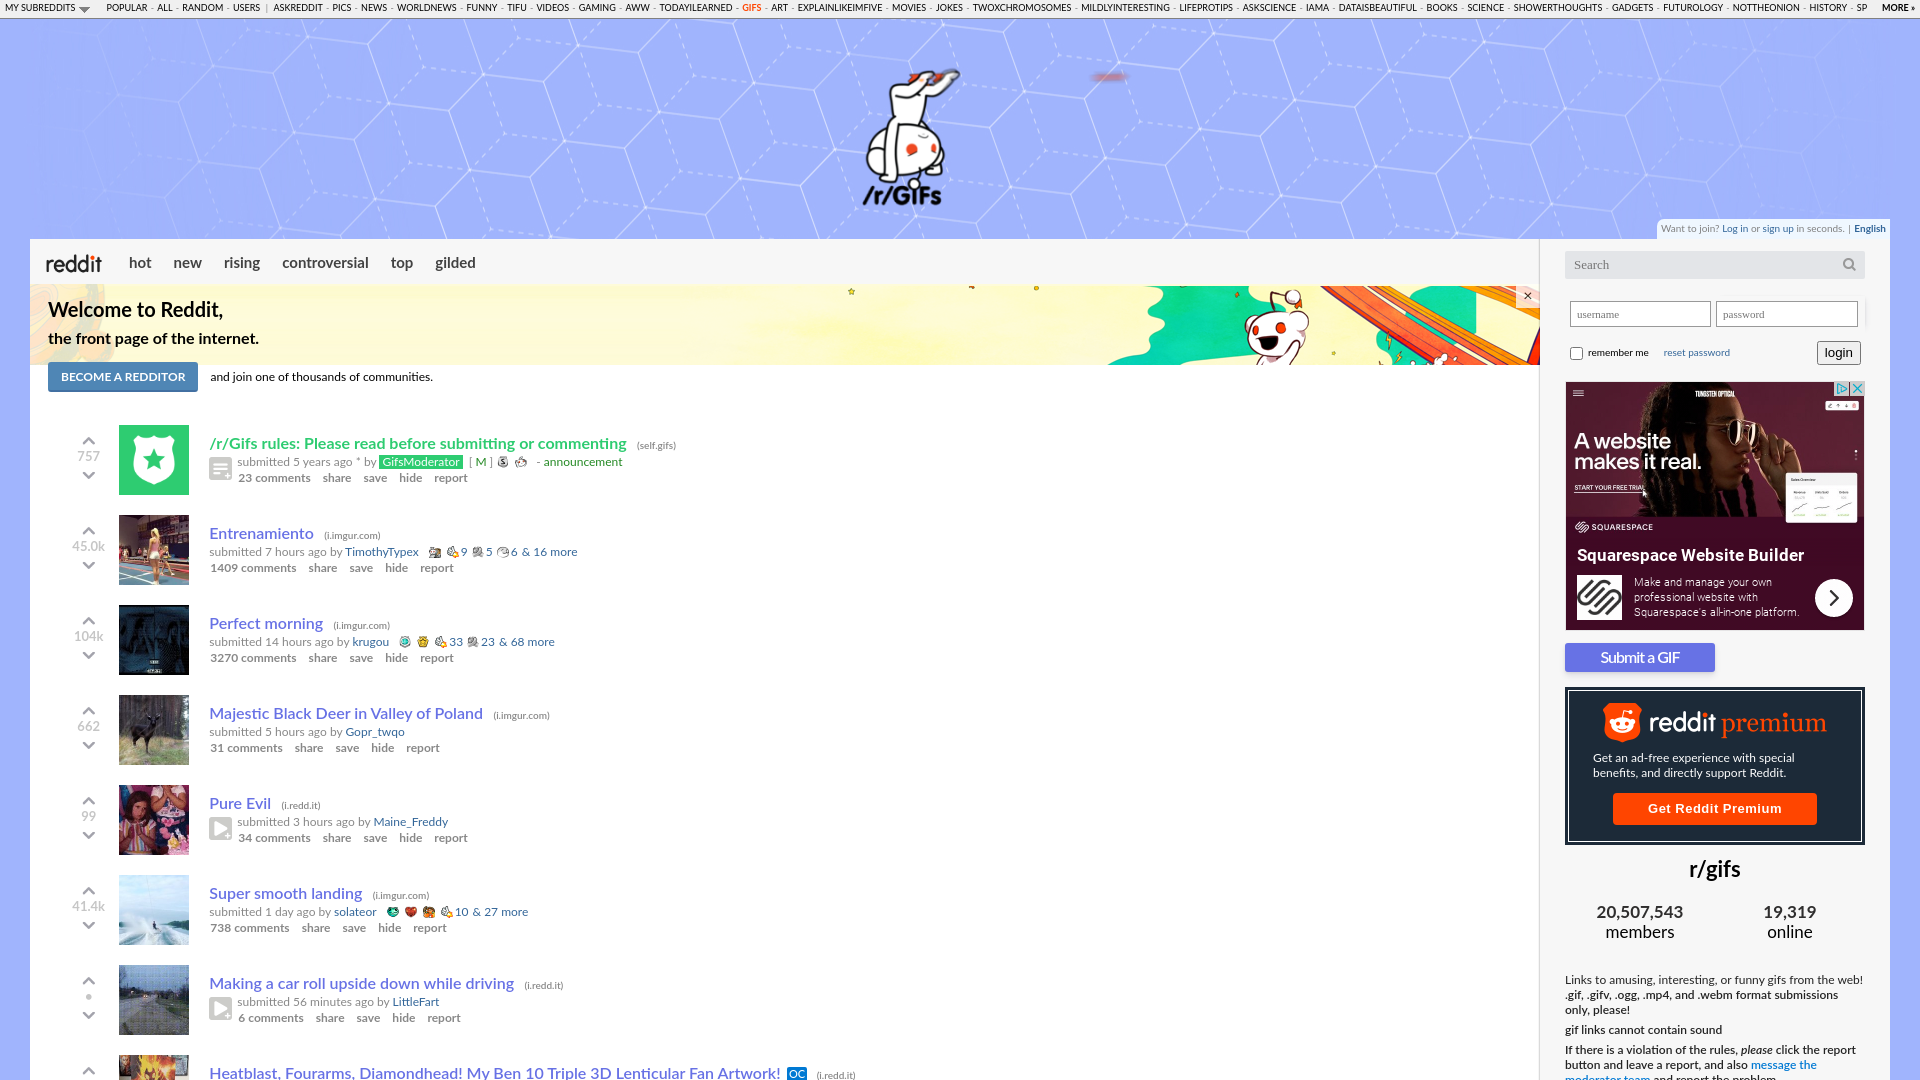 MY SUBREDDITS POPULAR - ALL - RANDOM - USERS | ASKREDDIT - PICS - NEWS - WORLDNEWS - FUNNY - TIFU - VIDEOS - GAMING - AWW - TODAYILEARNED - GIFS - ART - EXPLAINLIKEIMFIVE - MOVIES - JOKES - TWOXCHROMOSOMES - MILDLYINTERESTING - LIFEPROTIPS - ASKSCIENCE - IAMA - DATAISBEAUTIFUL - BOOKS - SCIENCE - SHOWERTHOUGHTS - GADGETS - FUTUROLOGY - NOTTHEONION - HISTORY - SP MORE »
/r/GIFs
Want to join? Log in or sign up in seconds. | English
reddit hot new rising controversial top gilded
Welcome to Reddit,
the front page of the internet.
BECOME A REDDITOR and join one of thousands of communities.
×
757
/r/Gifs rules: Please read before submitting or commenting (self.gifs)
submitted 5 years ago * by GifsModerator [ M ] - announcement
23 comments share save hide report
45.0k
Entrenamiento (i.imgur.com)
submitted 7 hours ago by TimothyTypex 9 5 6 & 16 more
1409 comments share save hide report
104k
Perfect morning (i.imgur.com)
submitted 14 hours ago by krugou 33 23 & 68 more
3270 comments share save hide report
662
Majestic Black Deer in Valley of Poland (i.imgur.com)
submitted 5 hours ago by Gopr_twqo
31 comments share save hide report
99
Pure Evil (i.redd.it)
submitted 3 hours ago by Maine_Freddy
34 comments share save hide report
41.4k
Super smooth landing (i.imgur.com)
submitted 1 day ago by solateor 10 & 27 more
738 comments share save hide report
•
Making a car roll upside down while driving (i.redd.it)
submitted 56 minutes ago by LittleFart
6 comments share save hide report
Heatblast, Fourarms, Diamondhead! My Ben 10 Triple 3D Lenticular Fan Artwork! OC (i.redd.it)
Search
username password
remember me reset password login
TUNGSTEN OPTICAL
A website
makes it real.
START YOUR FREE TRIAL
Sales Overview
SQUARESPACE
Squarespace Website Builder
Make and manage your own
professional website with
Squarespace's all-in-one platform.
Submit a GIF
reddit premium
Get an ad-free experience with special
benefits, and directly support Reddit.
Get Reddit Premium
r/gifs
20,507,543 19,319
members online
Links to amusing, interesting, or funny gifs from the web!
.gif, .gifv, .ogg, .mp4, and .webm format submissions
only, please!
gif links cannot contain sound
If there is a violation of the rules, please click the report
button and leave a report, and also message the
moderator team and report the problem